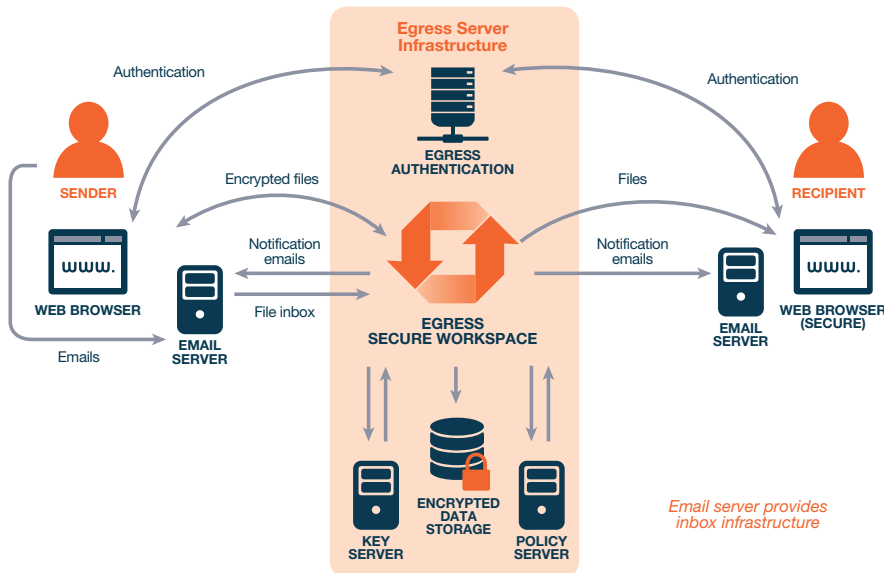 Egress Server
Infrastructure
Authentication
Authentication
EGRESS
AUTHENTICATION
SENDER
RECIPIENT
Encrypted files
Files
www.
www.
Notification
emails
Notification
emails
WEB BROWSER
File inbox
EMAIL
SERVER
EGRESS
SECURE WORKSPACE
EMAIL
SERVER
WEB BROWSER
(SECURE)
Emails
KEY
SERVER
ENCRYPTED
DATA
STORAGE
POLICY
SERVER
Email server provides
inbox infrastructure